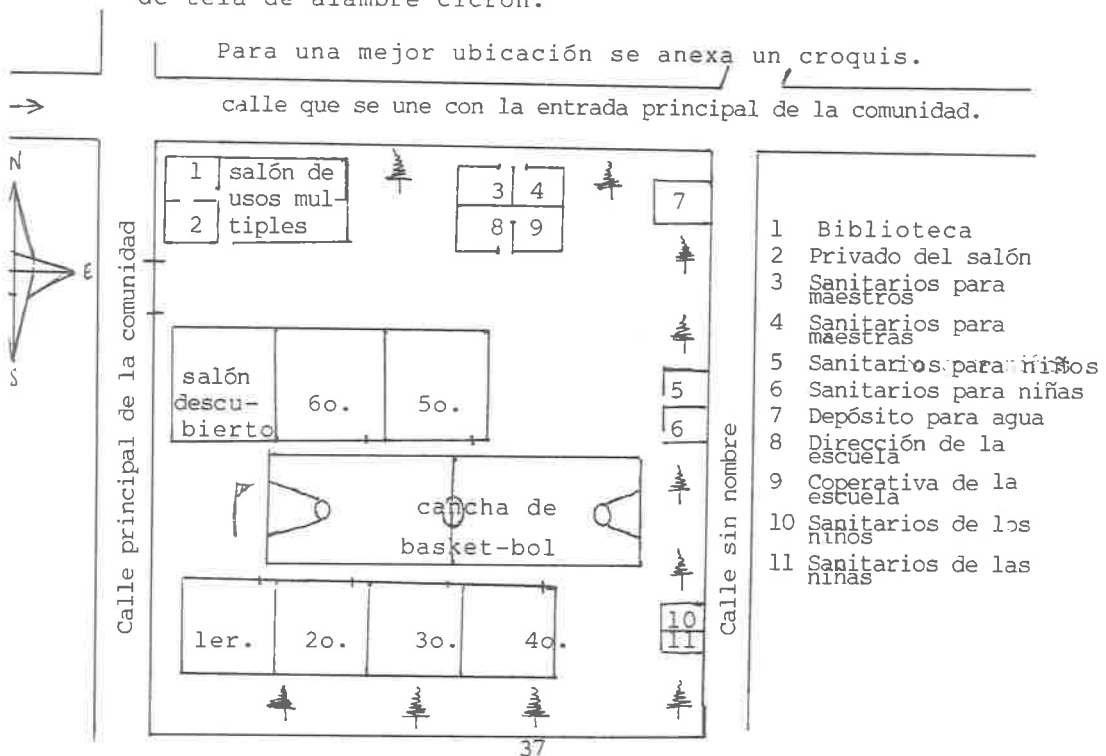 de tela de alambre cicrón.
Para una mejor ubicación se anexa un croquis.
calle que se une con la entrada principal de la comunidad.
N
E
S
Calle principal de la comunidad
1 salón de
usos mul-
2 tiples
3 4
8 9
7
salón
descu-
bierto
6o.
5o.
5
6
cancha de
basket-bol
1er.
2o.
3o.
4o.
10
11
Calle sin nombre
1 Biblioteca
2 Privado del salón
3 Sanitarios para
maestros
4 Sanitarios para
maestras
5 Sanitarios para niños
6 Sanitarios para niñas
7 Depósito para agua
8 Dirección de la
escuela
9 Coperativa de la
escuela
10 Sanitarios de los
niños
11 Sanitarios de las
niñas
37